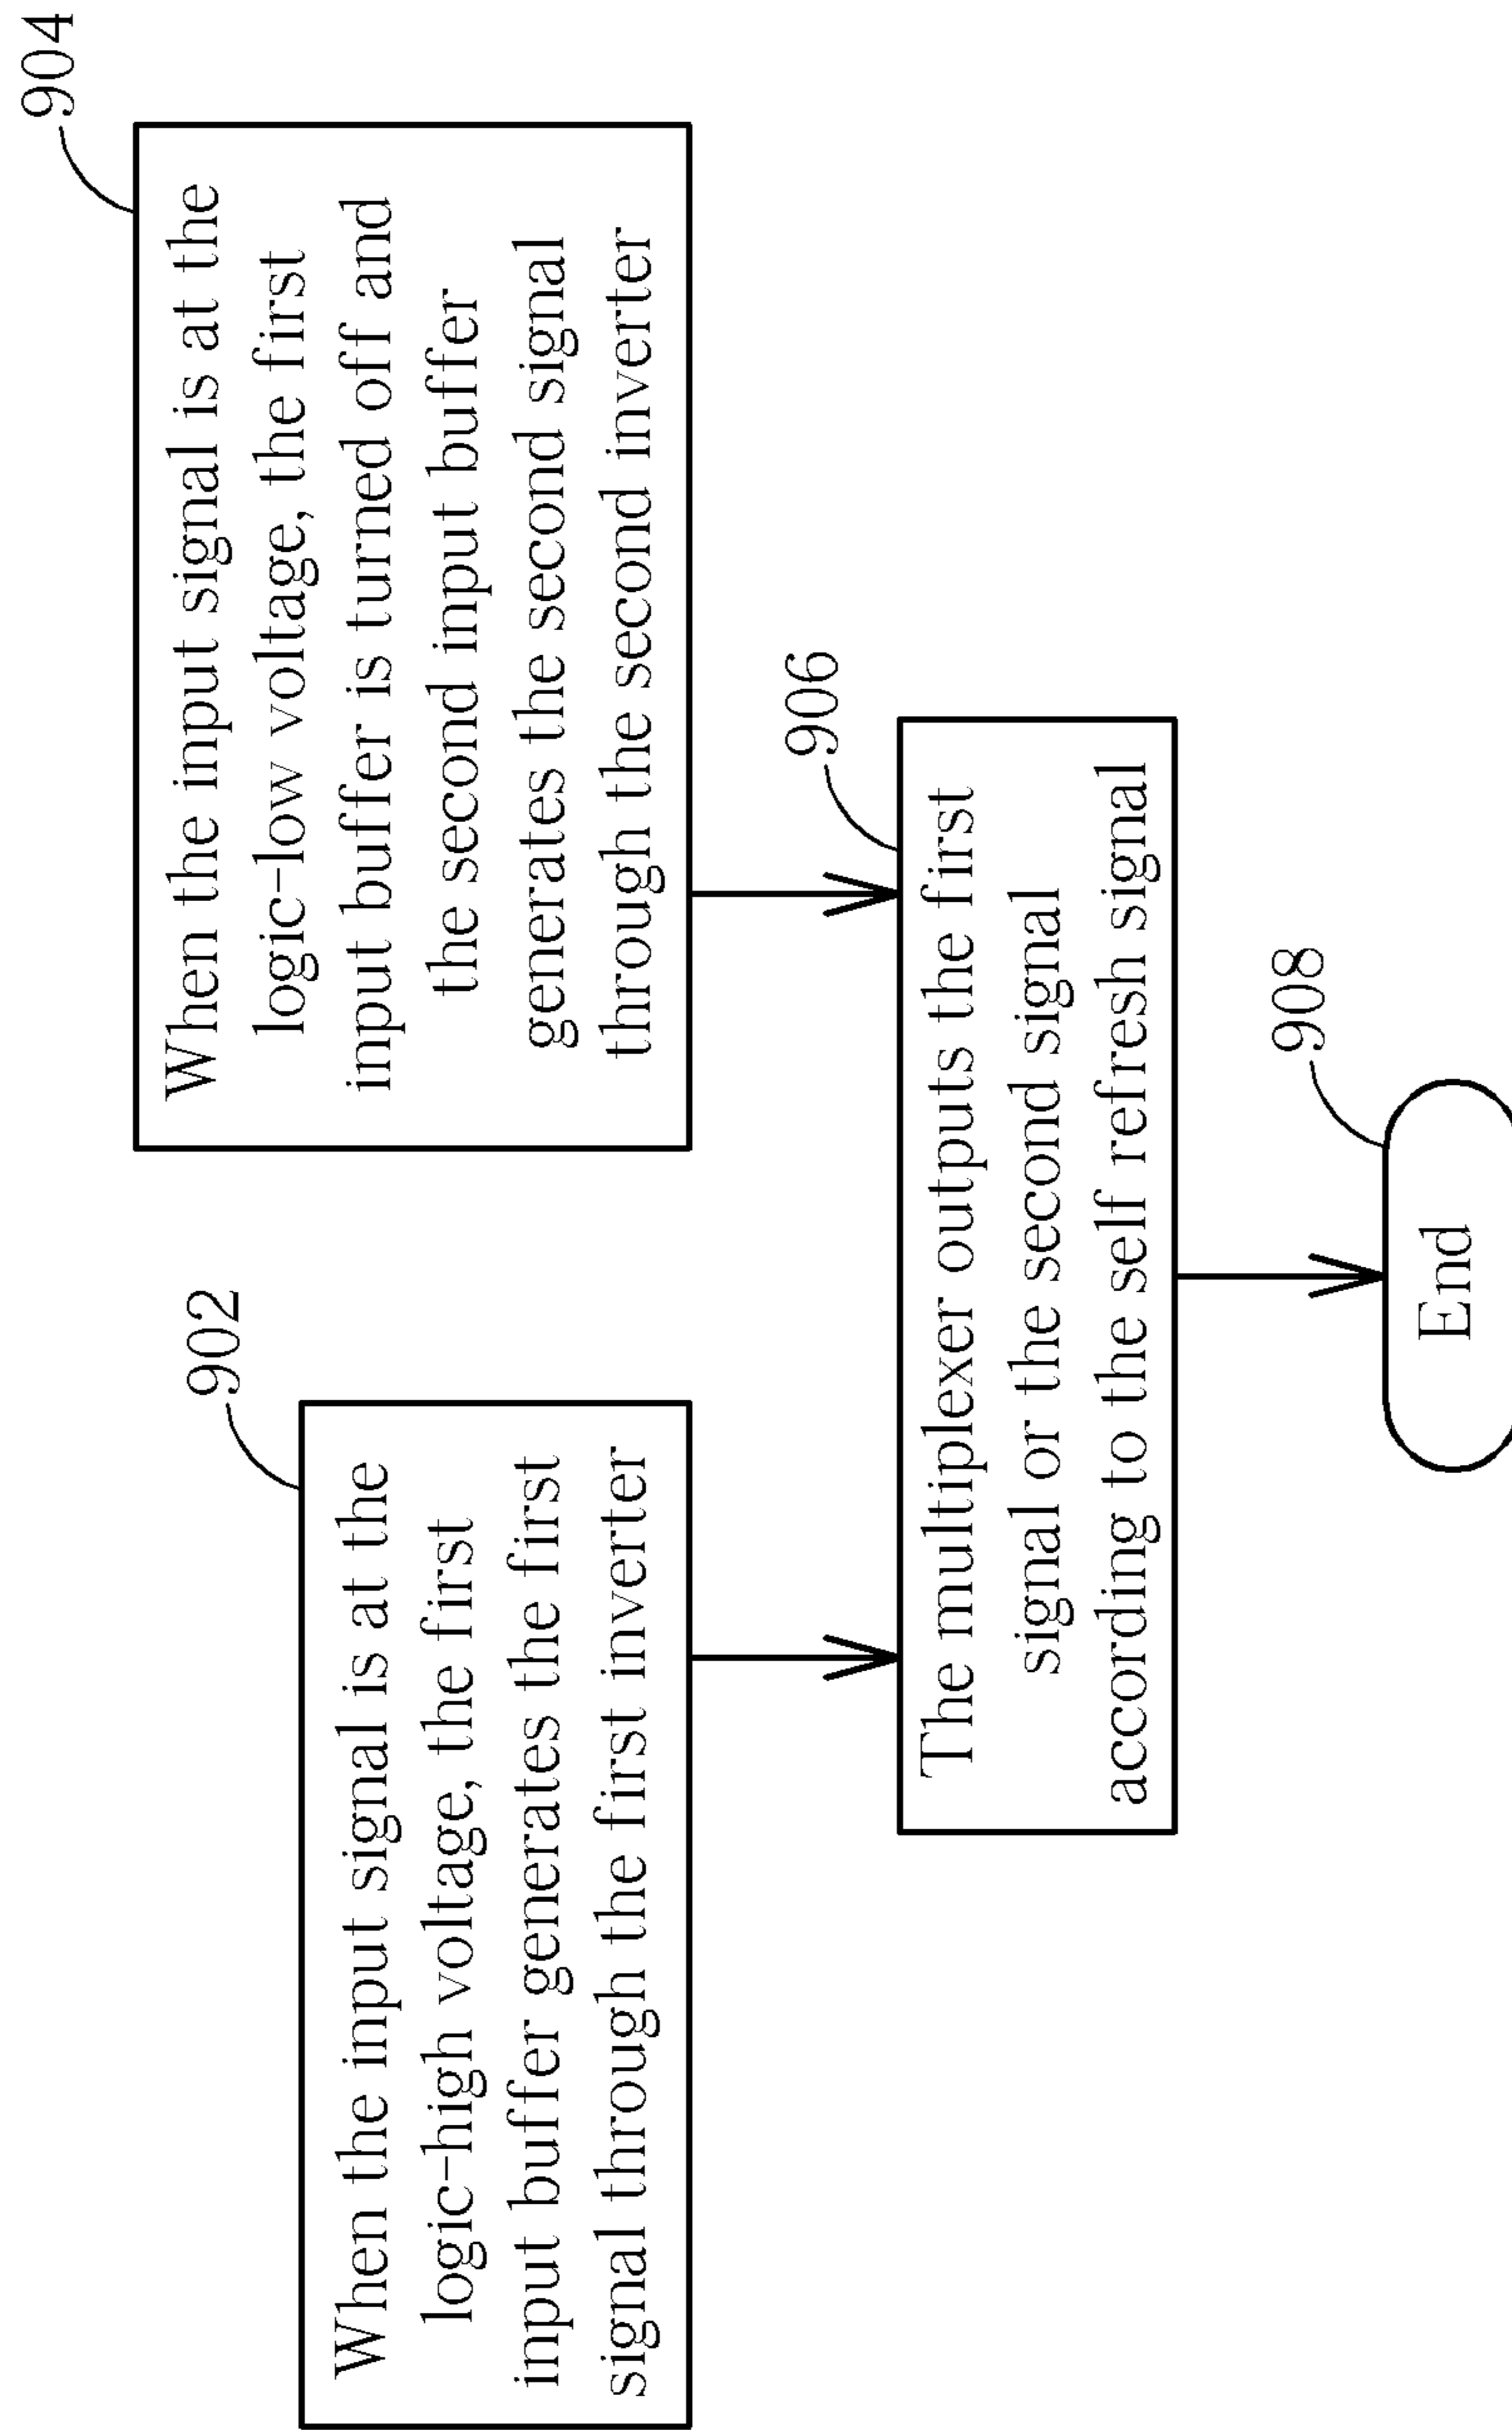 902
When the input signal is at the
logic-high voltage, the first
input buffer generates the first
signal through the first inverter
904
When the input signal is at the
logic-low voltage, the first
input buffer is turned off and
the second input buffer
generates the second signal
through the second inverter
906
The multiplexer outputs the first
signal or the second signal
according to the self refresh signal
908
End